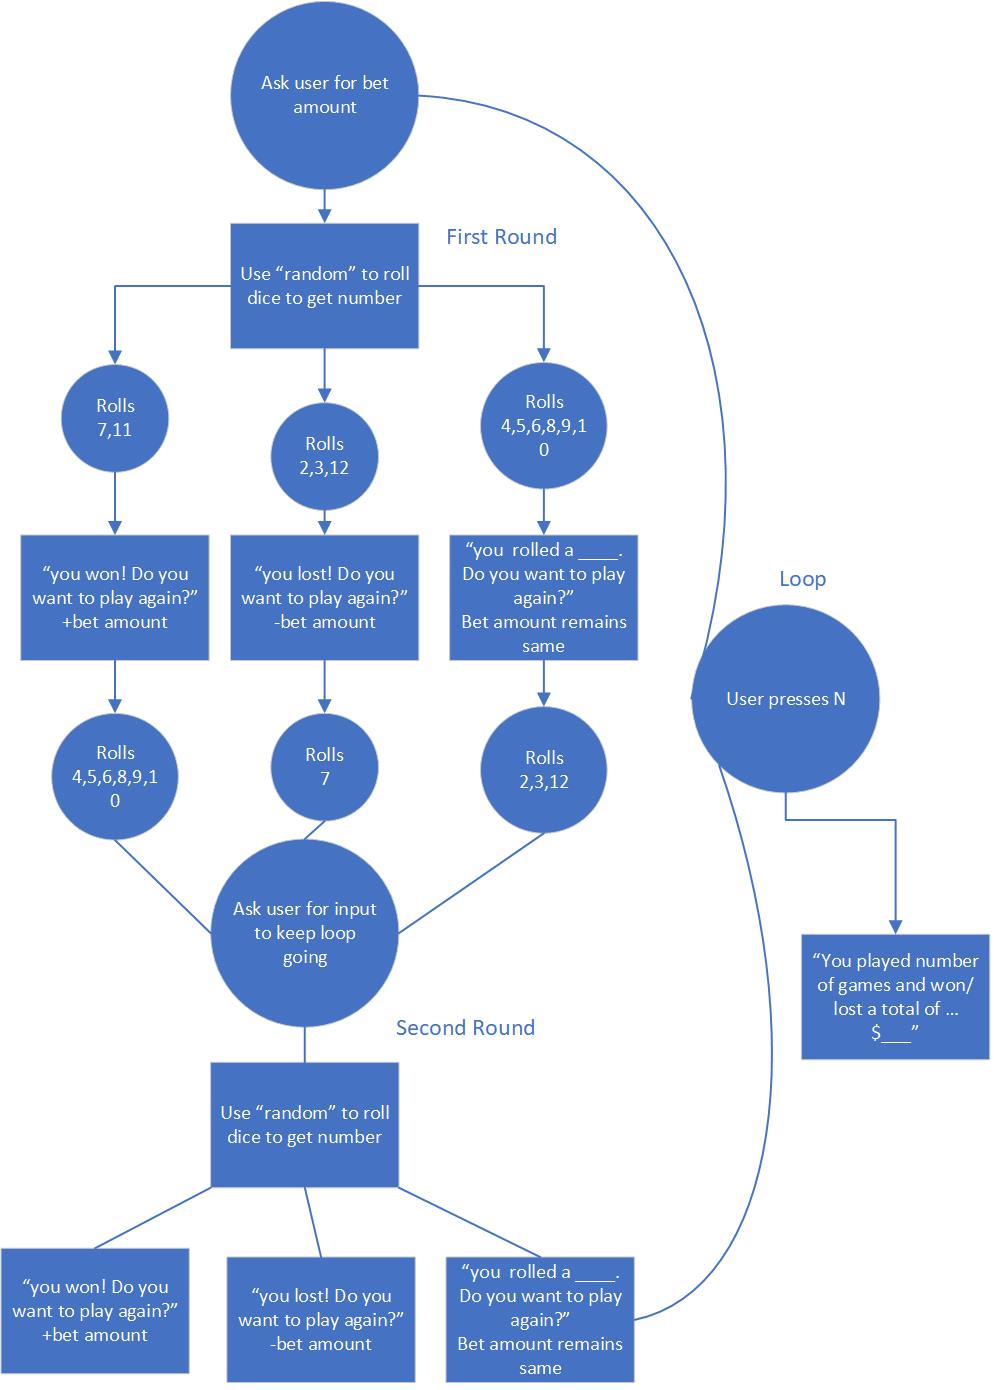 Ask user for bet
amount
First Round
Use “random” to roll
dice to get number
Rolls
7,11
Rolls
2,3,12
Rolls
4,5,6,8,9,1
0
“you won! Do you
want to play again?”
+bet amount
“you lost! Do you
want to play again?”
-bet amount
“you  rolled a ____.
Do you want to play
again?”
Bet amount remains
same
Loop
User presses N
Rolls
4,5,6,8,9,1
0
Rolls
7
Rolls
2,3,12
Ask user for input
to keep loop
going
“You played number
of games and won/
lost a total of ...
$___”
Second Round
Use “random” to roll
dice to get number
“you won! Do you
want to play again?”
+bet amount
“you lost! Do you
want to play again?”
-bet amount
“you  rolled a ____.
Do you want to play
again?”
Bet amount remains
same